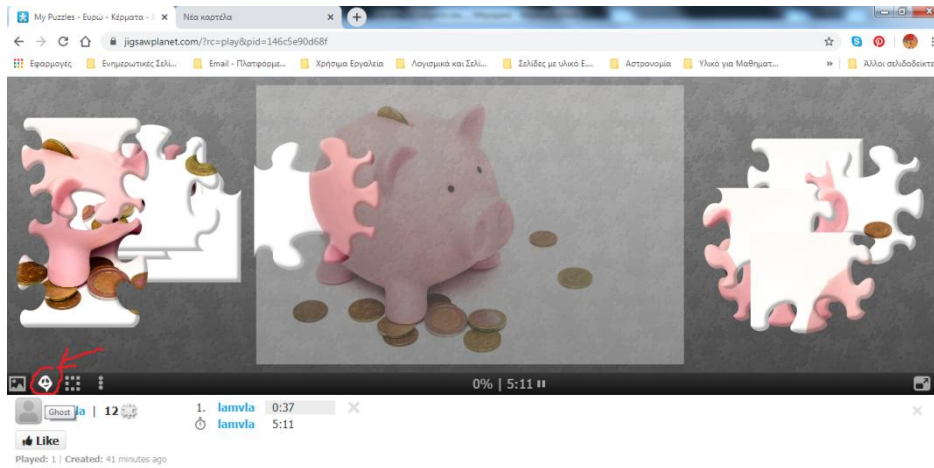 My Puzzles - Ευρώ - Κέρματα - J
Νέα καρτέλα
jigsawplanet.com/?rc=play&pid=146c5e90d68f
Εφαρμογές Ενημερωτικές Σελί... Email - Πλατφόρμε... Χρήσιμα Εργαλεία Λογισμικά και Σελί... Σελίδες με υλικό Ε... Αστρονομία Υλικό για Μαθηματ... » Άλλοι σελιδοδείκτε
0% | 5:11
Ghost la | 12
1. lamvla 0:37
lamvla 5:11
Like
Played: 1 | Created: 41 minutes ago